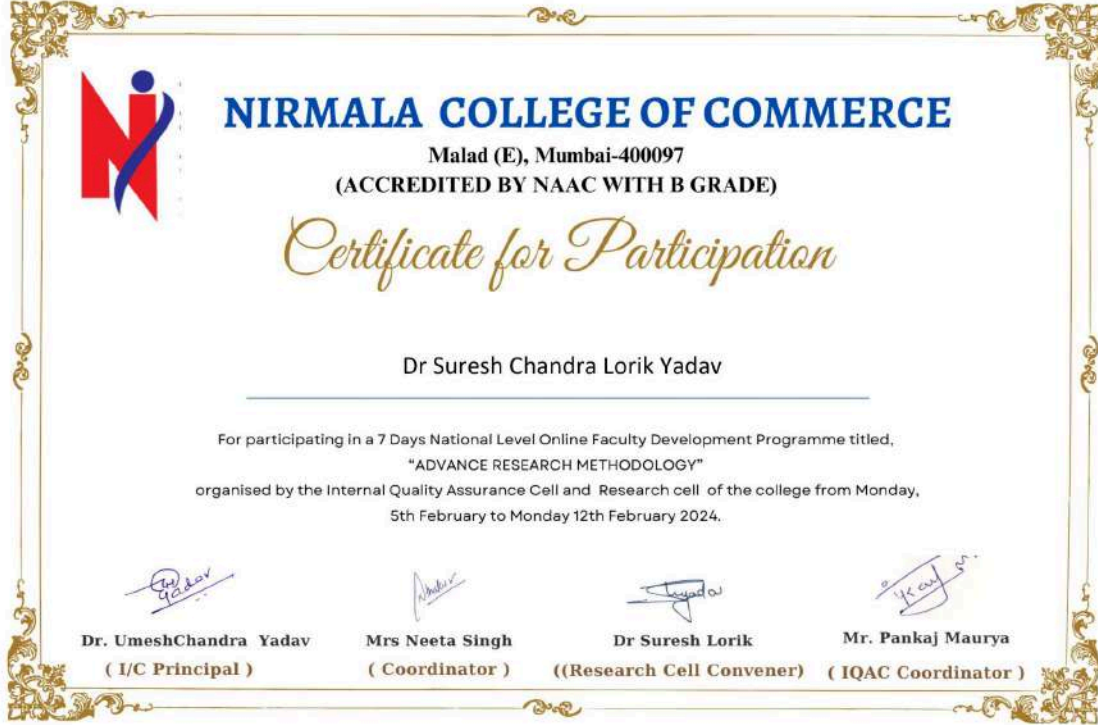 NIRMALA COLLEGE OF COMMERCE
Malad (E), Mumbai-400097
(ACCREDITED BY NAAC WITH B GRADE)
Certificate for Participation
Dr Suresh Chandra Lorik Yadav
For participating in a 7 Days National Level Online Faculty Development Programme titled,
"ADVANCE RESEARCH METHODOLOGY"
organised by the Internal Quality Assurance Cell and Research cell of the college from Monday,
5th February to Monday 12th February 2024.
Dr. UmeshChandra Yadav Mrs Neeta Singh Dr Suresh Lorik Mr. Pankaj Maurya
( I/C Principal ) ( Coordinator ) ((Research Cell Convener) ( IQAC Coordinator )